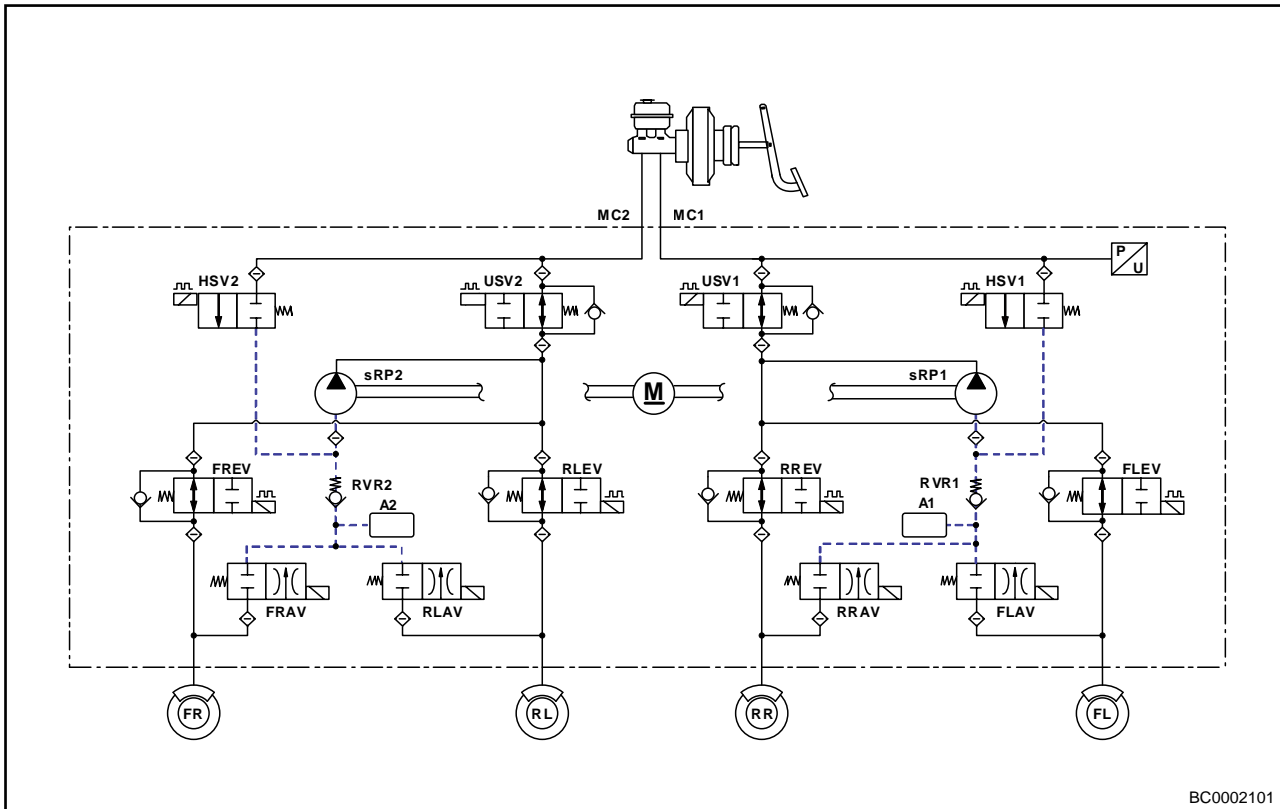 MC2 MC1
HSV2 USV2 USV1 HSV1 P
U
sRP2 M sRP1
FREV RVR2 RLEV RREV RVR1 FLEV
A2 A1
FRAV RLAV RRAV FLAV
FR RL RR FL
BC0002101